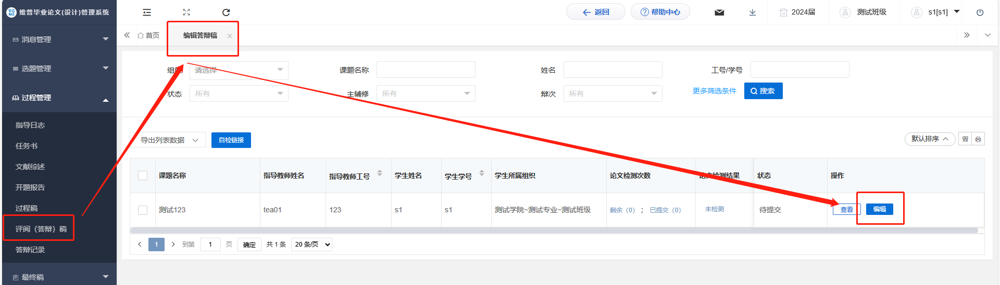 VG
MS
维普毕业论文(设计)管理系统
返回
帮助中心
2024届
测试班级
s1[s1]
消息管理
选题管理
过程管理
指导日志
任务书
文献综述
开题报告
过程稿
评阅（答辩）稿
答辩记录
最终稿
首页
编辑答辩稿
请选择
课题名称
姓名
工号/学号
状态
所有
主辅修
所有
辩次
所有
更多筛选条件
搜索
导出列表数据
自检链接
默认排序
课题名称 指导教师姓名 指导教师工号 学生姓名 学生学号 学生所属组织 论文检测次数 论文检测结果 状态 操作
测试123 tea01 123 s1 s1 测试学院~测试专业~测试班级 剩余（0）； 已提交（0） 未检测 待提交 查看 编辑
1 到第 1 页 确定 共 1 条 20 条/页